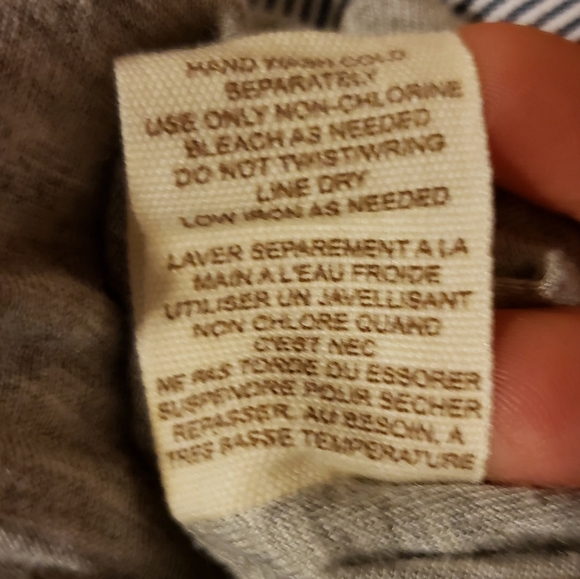 HAND WASH COLD
SEPARATELY
USE ONLY NON-CHLORINE
BLEACH AS NEEDED
DO NOT TWIST/WRING
LINE DRY
LOW IRON AS NEEDED
LAVER SEPAREMENT A LA
MAIN A L'EAU FROIDE
UTILISER UN JAVELLISANT
NON CHLORE QUAND
C'EST NEC
NE PAS TORDE OU ESSORER
SUSPENDRE POUR SECHER
REPASSER, AU BESOIN, A
TRES BASSE TEMPERATURE